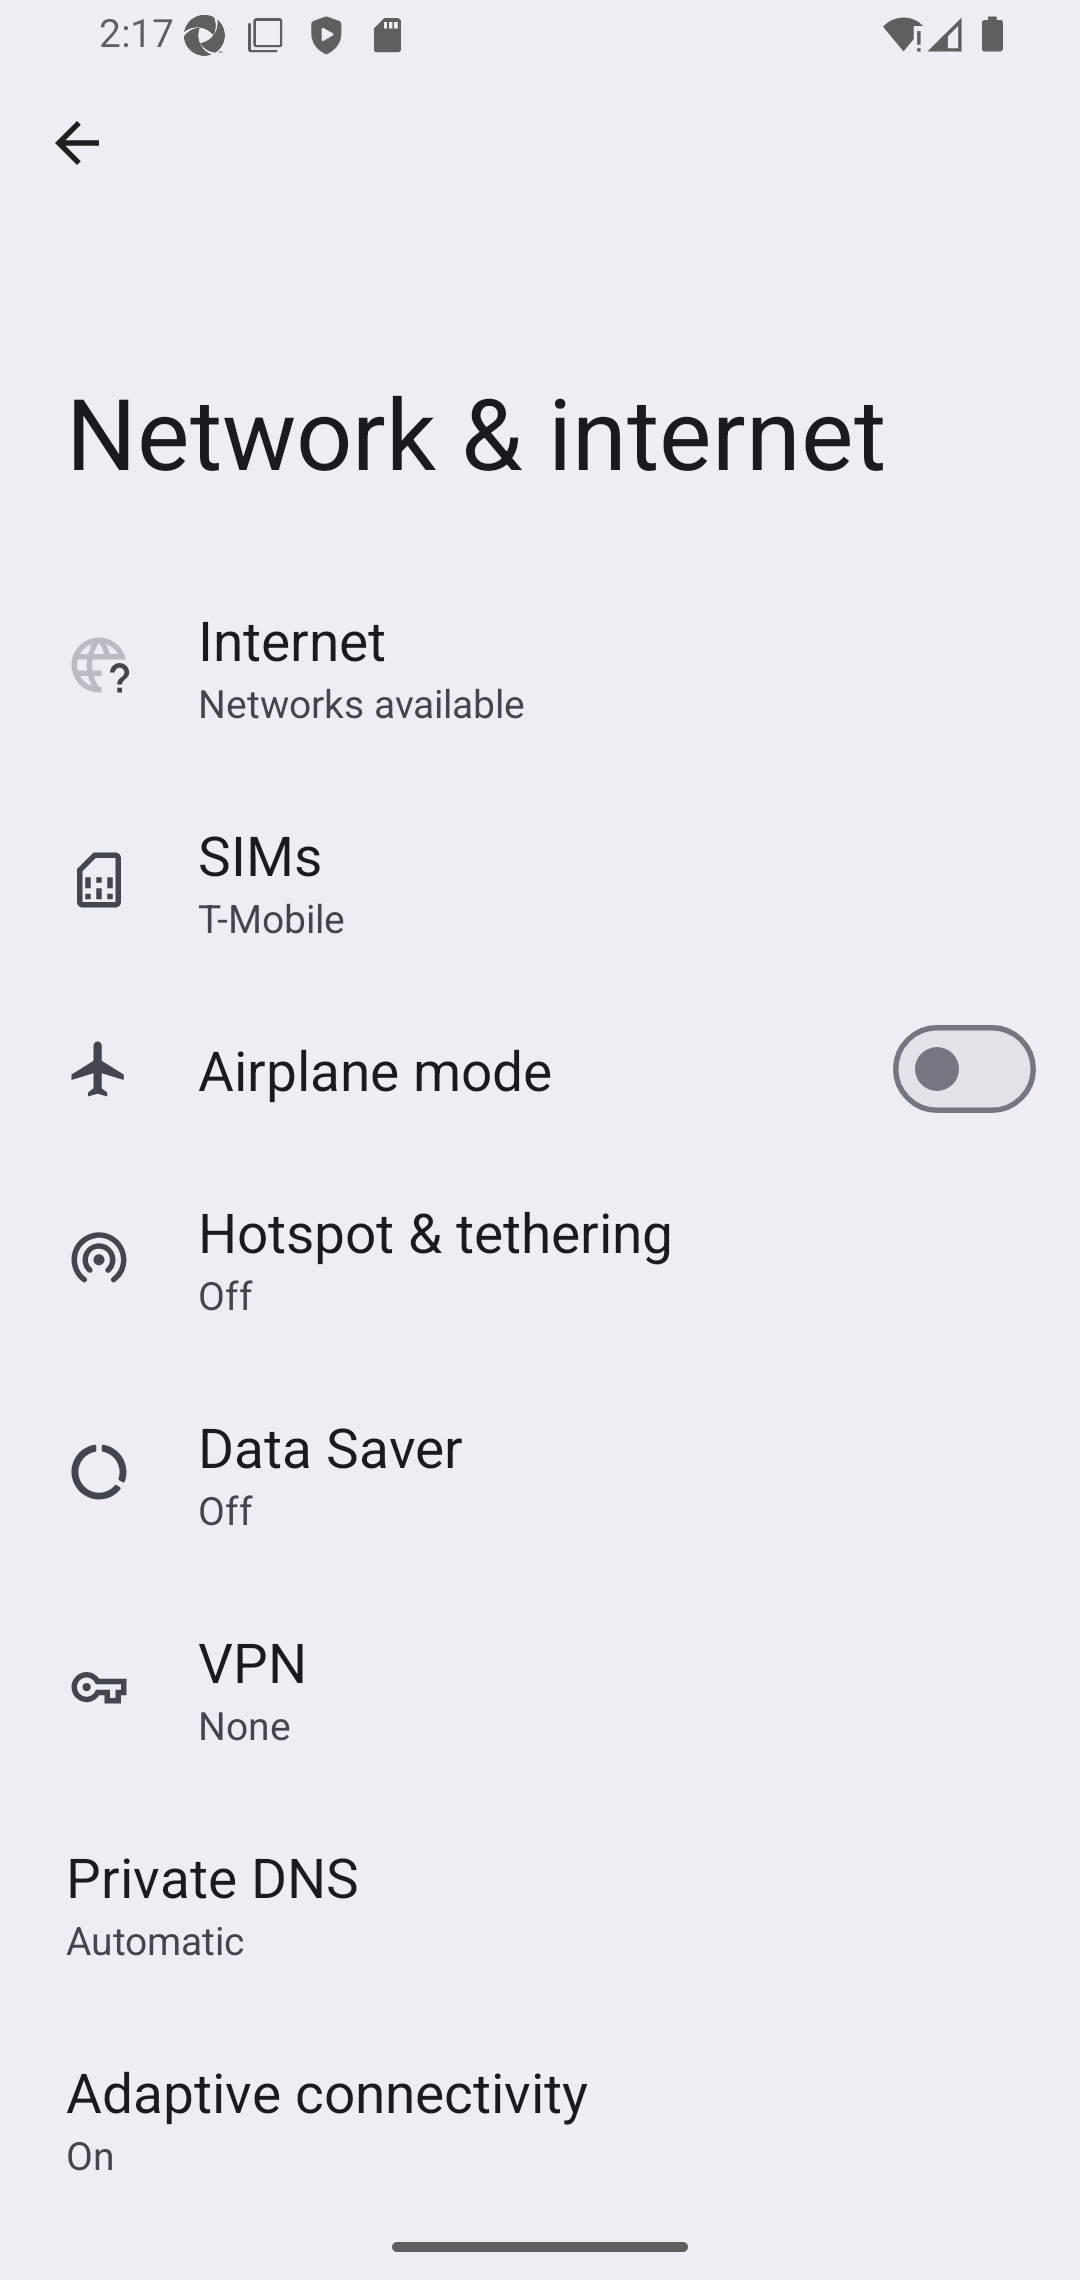 2:17
Network & internet
Internet
Networks available
SIMs
T-Mobile
Airplane mode
Hotspot & tethering
Off
Data Saver
Off
VPN
None
Private DNS
Automatic
Adaptive connectivity
On